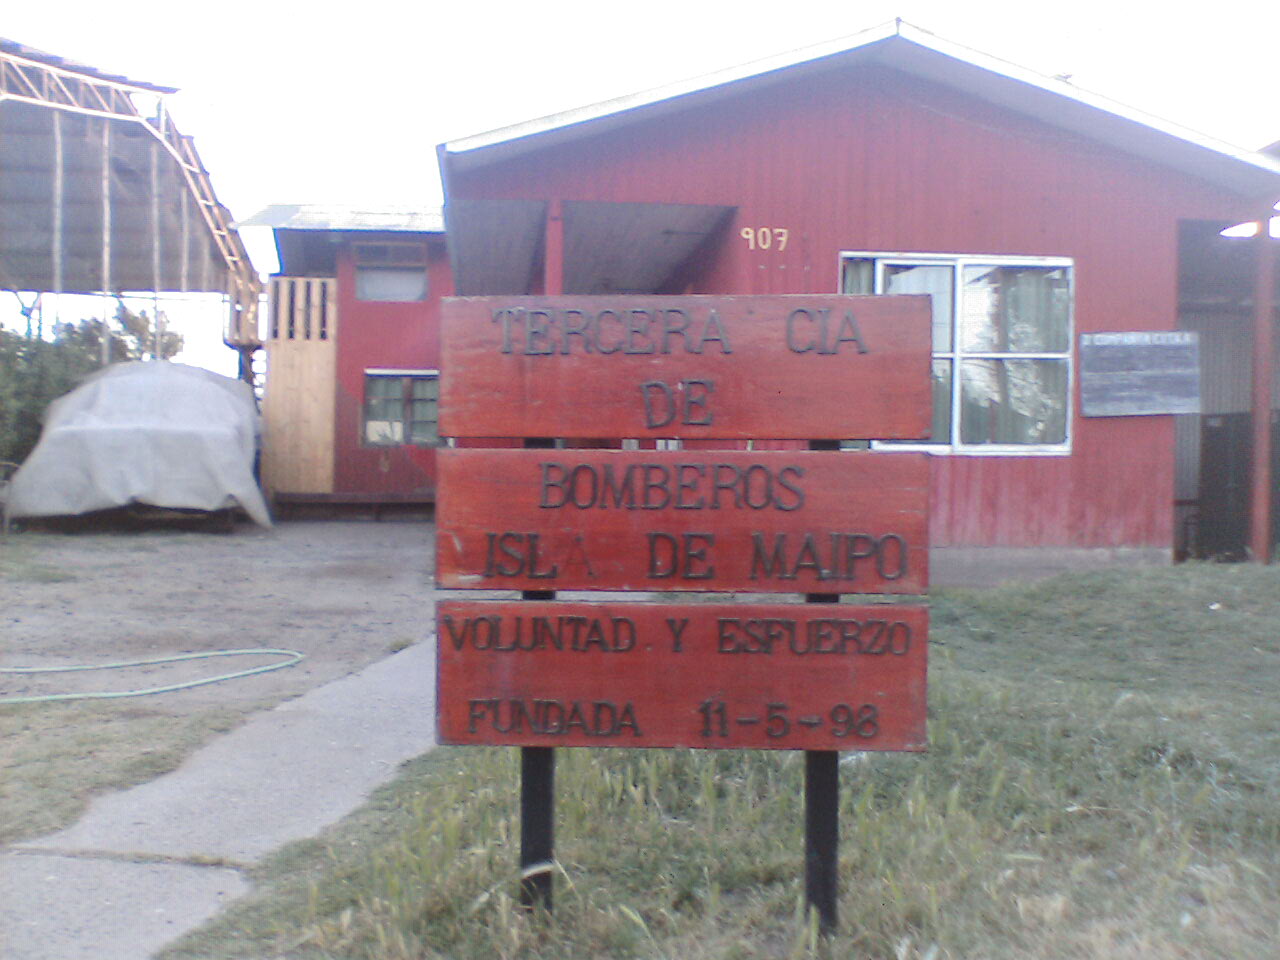 907
TERCERA CIA
DE
BOMBEROS
ISLA DE MAIPO
VOLUNTAD Y ESFUERZO
FUNDADA 11-5-98